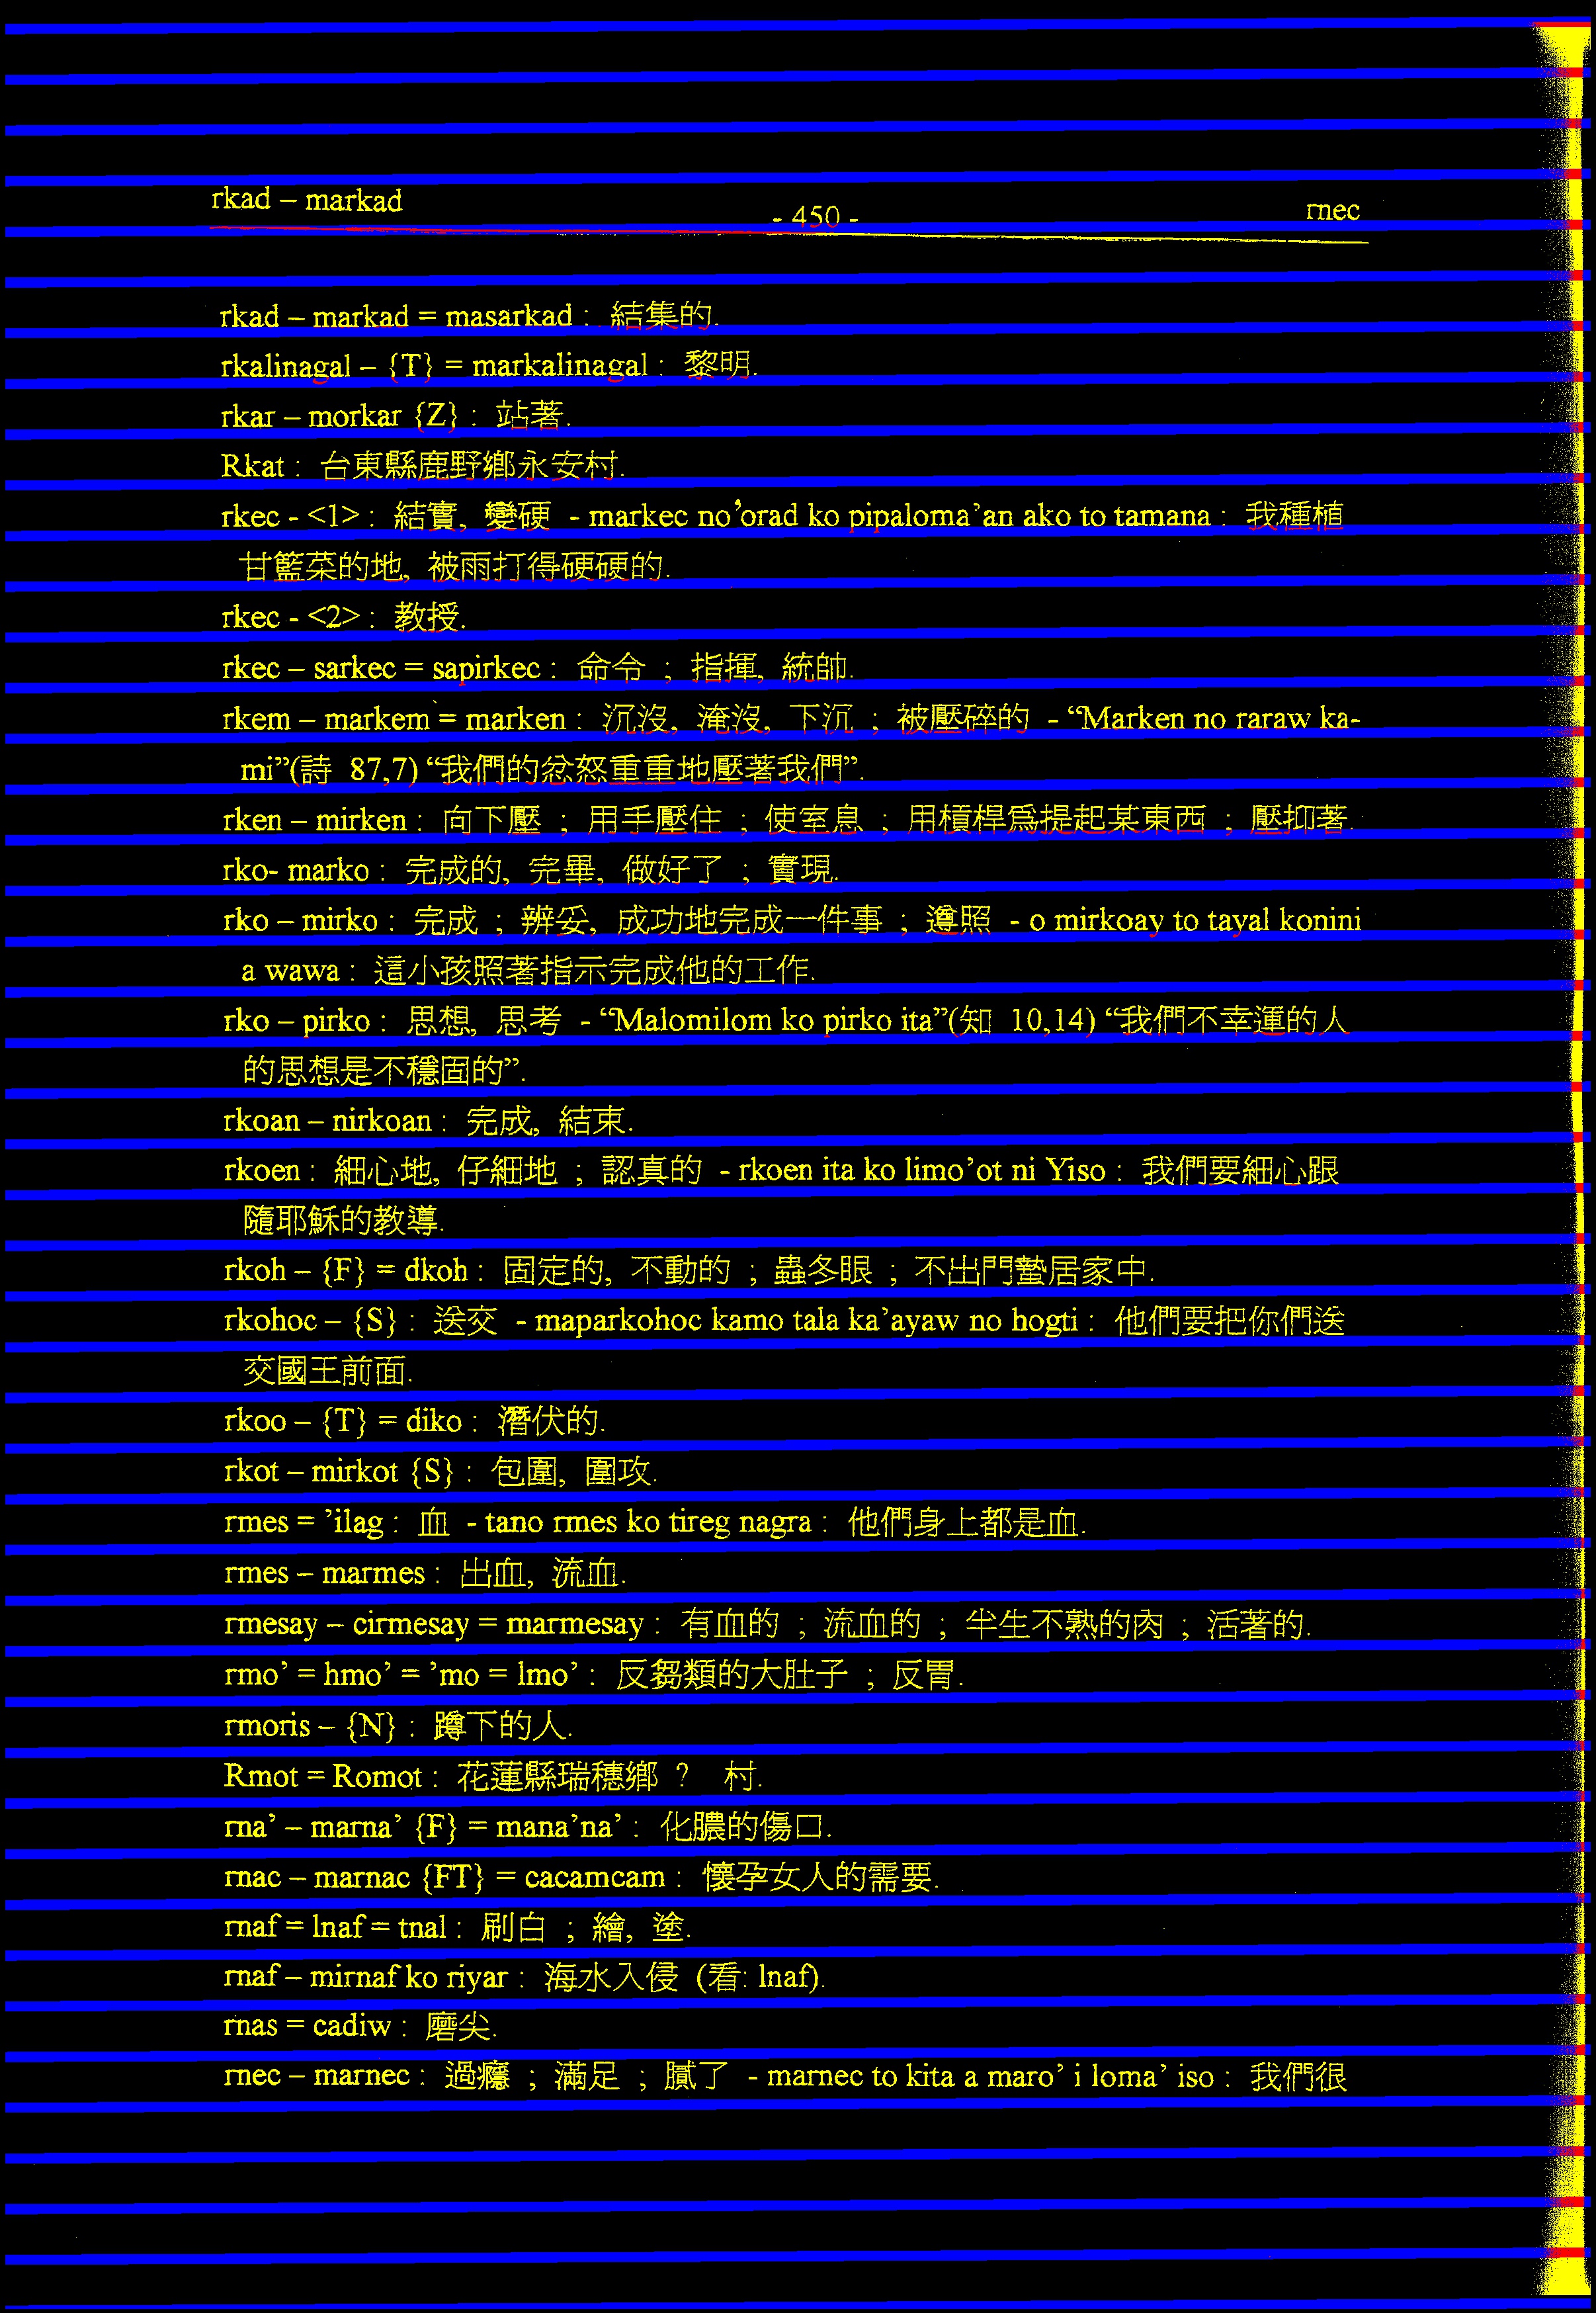 rkad – markad
- 450 -
rnec
rkad – markad = masarkad : 結集的.
rkalinagal – {T} = markalinagal : 黎明.
rkar – morkar {Z} : 站著.
Rkat : 台東縣鹿野鄉永安村.
rkec - <1> : 結實, 變硬 - markec no'orad ko pipaloma'an ako to tamana : 我種植
甘籃菜的地, 被雨打得硬硬的.
rkec - <2> : 教授.
rkec – sarkec = sapirkec : 命令 ; 指揮, 統帥.
rkem – markem = marken : 沉沒, 淹沒, 下沉 ; 被壓碎的 - “Marken no raraw ka-
mi”(詩 87,7) “我們的忿怒重重地壓著我們”.
rken – mirken : 向下壓 ; 用手壓住 ; 使室息 ; 用槓桿為提起某東西 ; 壓抑著.
rko- marko : 完成的, 完畢, 做好了 ; 實現.
rko – mirko : 完成 ; 辨妥, 成功地完成一件事 ; 遵照 - o mirkoay to tayal konini
a wawa : 這小孩照著指示完成他的工作.
rko – pirko : 思想, 思考 - “Malomilom ko pirko ita”(知 10,14) “我們不幸運的人
的思想是不穩固的”.
rkoan – nirkoan : 完成, 結束.
rkoen : 細心地, 仔細地 ; 認真的 - rkoen ita ko limo'ot ni Yiso : 我們要細心跟
隨耶穌的教導.
rkoh – {F} = dkoh : 固定的, 不動的 ; 蟲冬眼 ; 不出門蟄居家中.
rkohoc – {S} : 送交 - maparkohoc kamo tala ka'ayaw no hogti : 他們要把你們送
交國王前面.
rkoo – {T} = diko : 潛伏的.
rkot – mirkot {S} : 包圍, 圍攻.
rmes = 'ilag : 血 - tano rmes ko tireg nagra : 他們身上都是血.
rmes – marmes : 出血, 流血.
rmesay – cirmesay = marmesay : 有血的 ; 流血的 ; 半生不熟的肉 ; 活著的.
rmo' = hmo' = 'mo = lmo' : 反芻類的大肚子 ; 反胃.
rmoris – {N} : 蹲下的人.
Rmot = Romot : 花蓮縣瑞穗鄉 ? 村.
rna' – marna' {F} = mana'na' : 化膿的傷口.
rnac – marnac {FT} = cacamcam : 懷孕女人的需要.
rnaf = lnaf = tnal : 刷白 ; 繪, 塗.
rnaf – mirnaf ko riyar : 海水入侵 (看: lnaf).
rnas = cadiw : 磨尖.
rnec – marnec : 過癮 ; 滿足 ; 膩了 - marnec to kita a maro' i loma' iso : 我們很